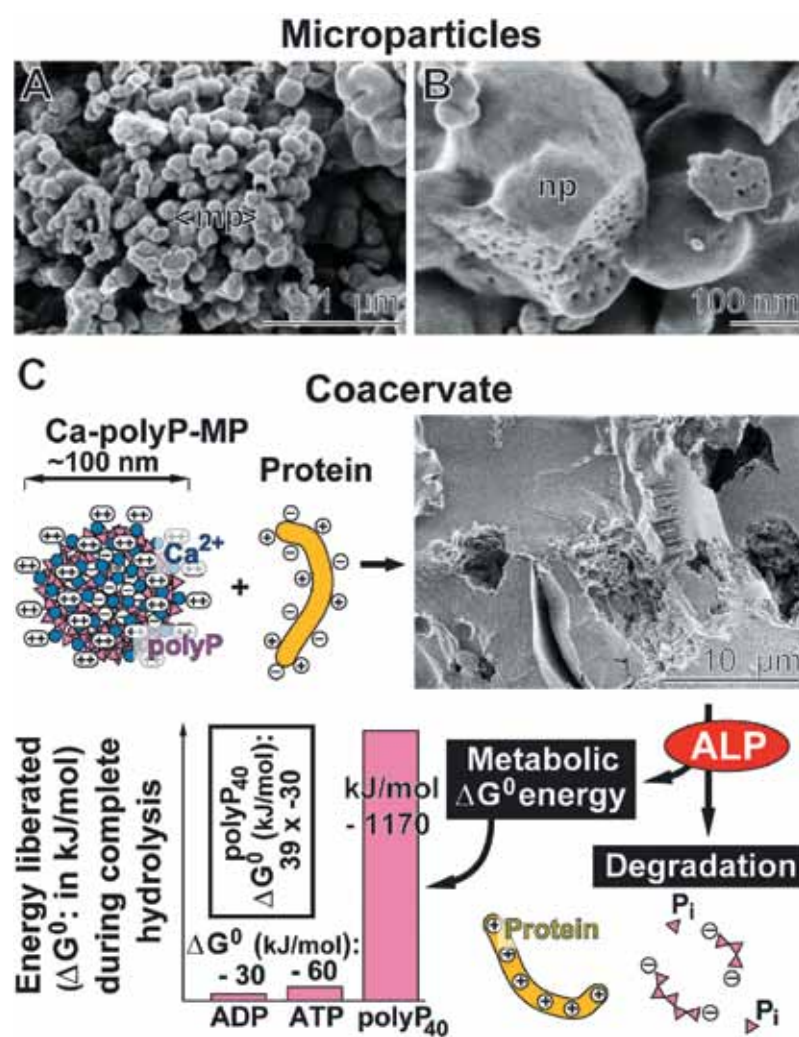 Microparticles
A
<mp>
1 μm
B
np
100 nm
C
Coacervate
Ca-polyP-MP
~100 nm
Protein
++
Ca2+
polyP
+
10 μm
Energy liberated
(ΔG0: in kJ/mol)
during complete
hydrolysis
polyP40
ΔG0 (kJ/mol):
39 x -30
ΔG0 (kJ/mol):
- 30
- 60
kJ/mol
- 1170
ADP
ATP
polyP40
Metabolic
ΔG0 energy
ALP
Degradation
Protein
Pi
Pi